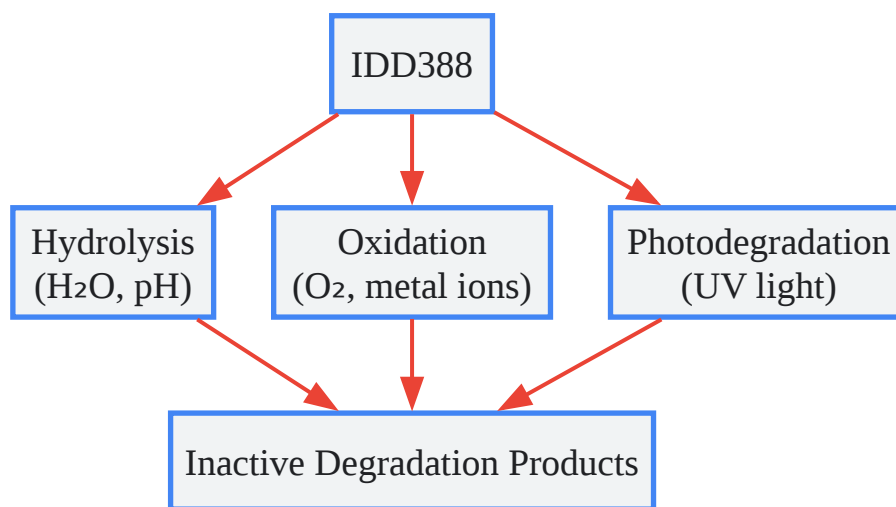 IDD388
Hydrolysis
(H₂O, pH)
Oxidation
(O₂, metal ions)
Photodegradation
(UV light)
Inactive Degradation Products